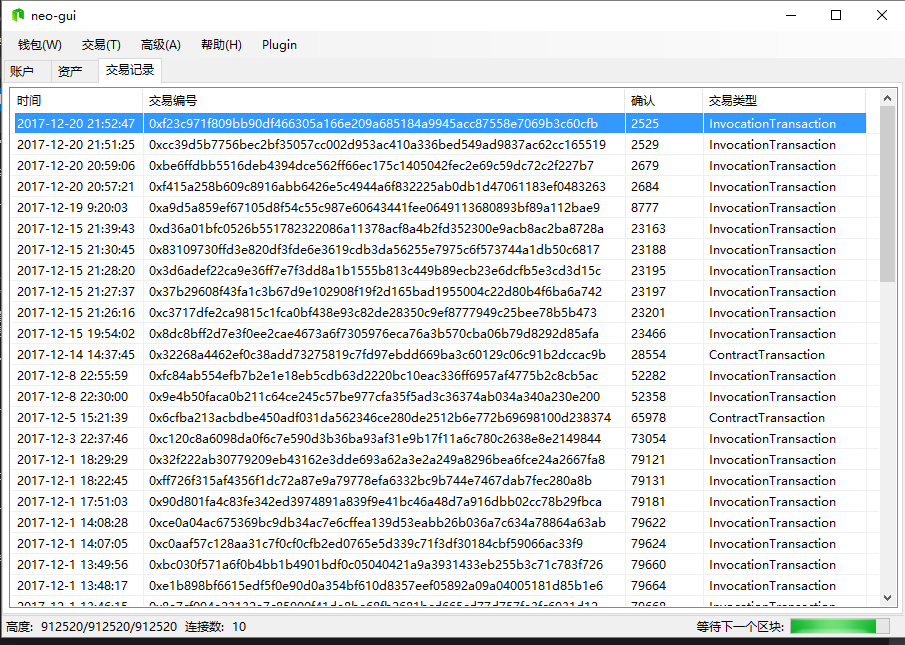 neo-gui
钱包(W) 交易(T) 高级(A) 帮助(H) Plugin
账户 资产 交易记录
时间 交易编号 确认 交易类型
2017-12-20 21:52:47 0xf23c971f809bb90df466305a166e209a685184a9945acc87558e7069b3c60cfb 2525 InvocationTransaction
2017-12-20 21:51:25 0xcc39d5b7756bec2bf35057cc002d953ac410a336bed549ad9837ac62cc165519 2529 InvocationTransaction
2017-12-20 20:59:06 0xbe6ffdbb5516deb4394dce562ff66ec175c1405042fec2e69c59dc72c2f227b7 2679 InvocationTransaction
2017-12-20 20:57:21 0xf415a258b609c8916abb6426e5c4944a6f832225ab0db1d47061183ef0483263 2684 InvocationTransaction
2017-12-19 9:20:03 0xa9d5a859ef67105d8f54c55c987e60643441fee0649113680893bf89a112bae9 8777 InvocationTransaction
2017-12-15 21:39:43 0xd36a01bfc0526b551782322086a11378acf8a4b2fd352300e9acb8ac2ba8728a 23163 InvocationTransaction
2017-12-15 21:30:45 0x83109730ffd3e820df3fde6e3619cdb3da56255e7975c6f573744a1db50c6817 23188 InvocationTransaction
2017-12-15 21:28:20 0x3d6adef22ca9e36ff7e7f3dd8a1b1555b813c449b89ecb23e6dcfb5e3cd3d15c 23195 InvocationTransaction
2017-12-15 21:27:37 0x37b29608f43fa1c3b67d9e102908f19f2d165bad1955004c22d80b4f6ba6a742 23197 InvocationTransaction
2017-12-15 21:26:16 0xc3717dfe2ca9815c1fca0bf438e93c82de28350c9ef8777949c25bee78b5b473 23201 InvocationTransaction
2017-12-15 19:54:02 0x8dc8bff2d7e3f0ee2cae4673a6f7305976eca76a3b570cba06b79d8292d85afa 23466 InvocationTransaction
2017-12-14 14:37:45 0x32268a4462ef0c38add73275819c7fd97ebdd669ba3c60129c06c91b2dccac9b 28554 ContractTransaction
2017-12-8 22:55:59 0xfc84ab554efb7b2e1e18eb5cdb63d2220bc10eac336ff6957af4775b2c8cb5ac 52282 InvocationTransaction
2017-12-8 22:30:00 0x9e4b50faca0b211c64ce245c57be977cfa35f5ad3c36374ab034a340a230e200 52358 InvocationTransaction
2017-12-5 15:21:39 0x6cfba213acbdbe450adf031da562346ce280de2512b6e772b69698100d238374 65978 ContractTransaction
2017-12-3 22:37:46 0xc120c8a6098da0f6c7e590d3b36ba93af31e9b17f11a6c780c2638e8e2149844 73054 InvocationTransaction
2017-12-1 18:29:29 0x32f222ab30779209eb43162e3dde693a62a3e2a249a8296bea6fce24a2667fa8 79121 InvocationTransaction
2017-12-1 18:22:45 0xff726f315af4356f1dc72a87e9a79778efa6332bc9b744e7467dab7fec280a8b 79131 InvocationTransaction
2017-12-1 17:51:03 0x90d801fa4c83fe342ed3974891a839f9e41bc46a48d7a916dbb02cc78b29fbca 79181 InvocationTransaction
2017-12-1 14:08:28 0xce0a04ac675369bc9db34ac7e6cffea139d53eabb26b036a7c634a78864a63ab 79622 InvocationTransaction
2017-12-1 14:07:05 0xc0aaf57c128aa31c7f0cf0cfb2ed0765e5d339c71f3df30184cbf59066ac33f9 79624 InvocationTransaction
2017-12-1 13:49:56 0xbc030f571a6f0b4bb1b4901bdf0c05040421a9a3931433eb255b3c71c783f726 79660 InvocationTransaction
2017-12-1 13:48:17 0xe1b898bf6615edf5f0e90d0a354bf610d8357eef05892a09a04005181d85b1e6 79664 InvocationTransaction
高度: 912520/912520/912520 连接数: 10 等待下一个区块: